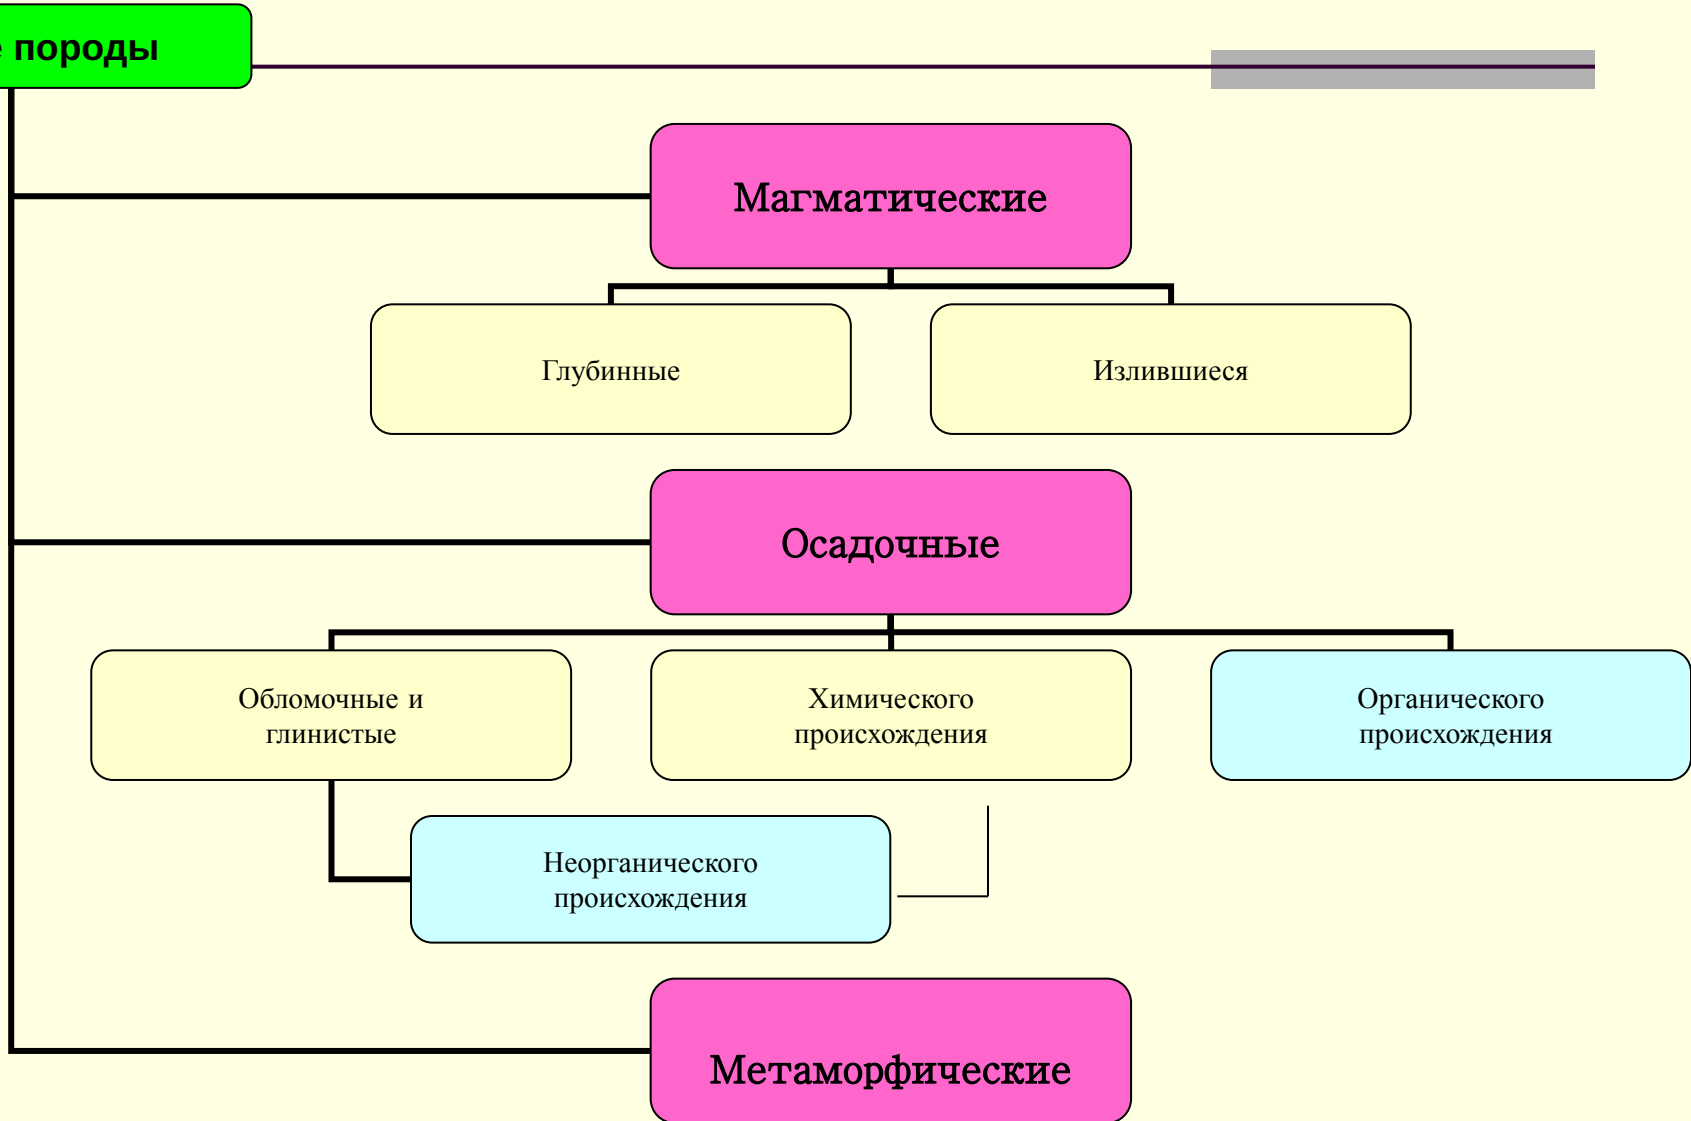 породы
Магматические
Глубинные
Излившиеся
Осадочные
Обломочные и
глинистые
Химического
происхождения
Органического
происхождения
Неорганического
происхождения
Метаморфические